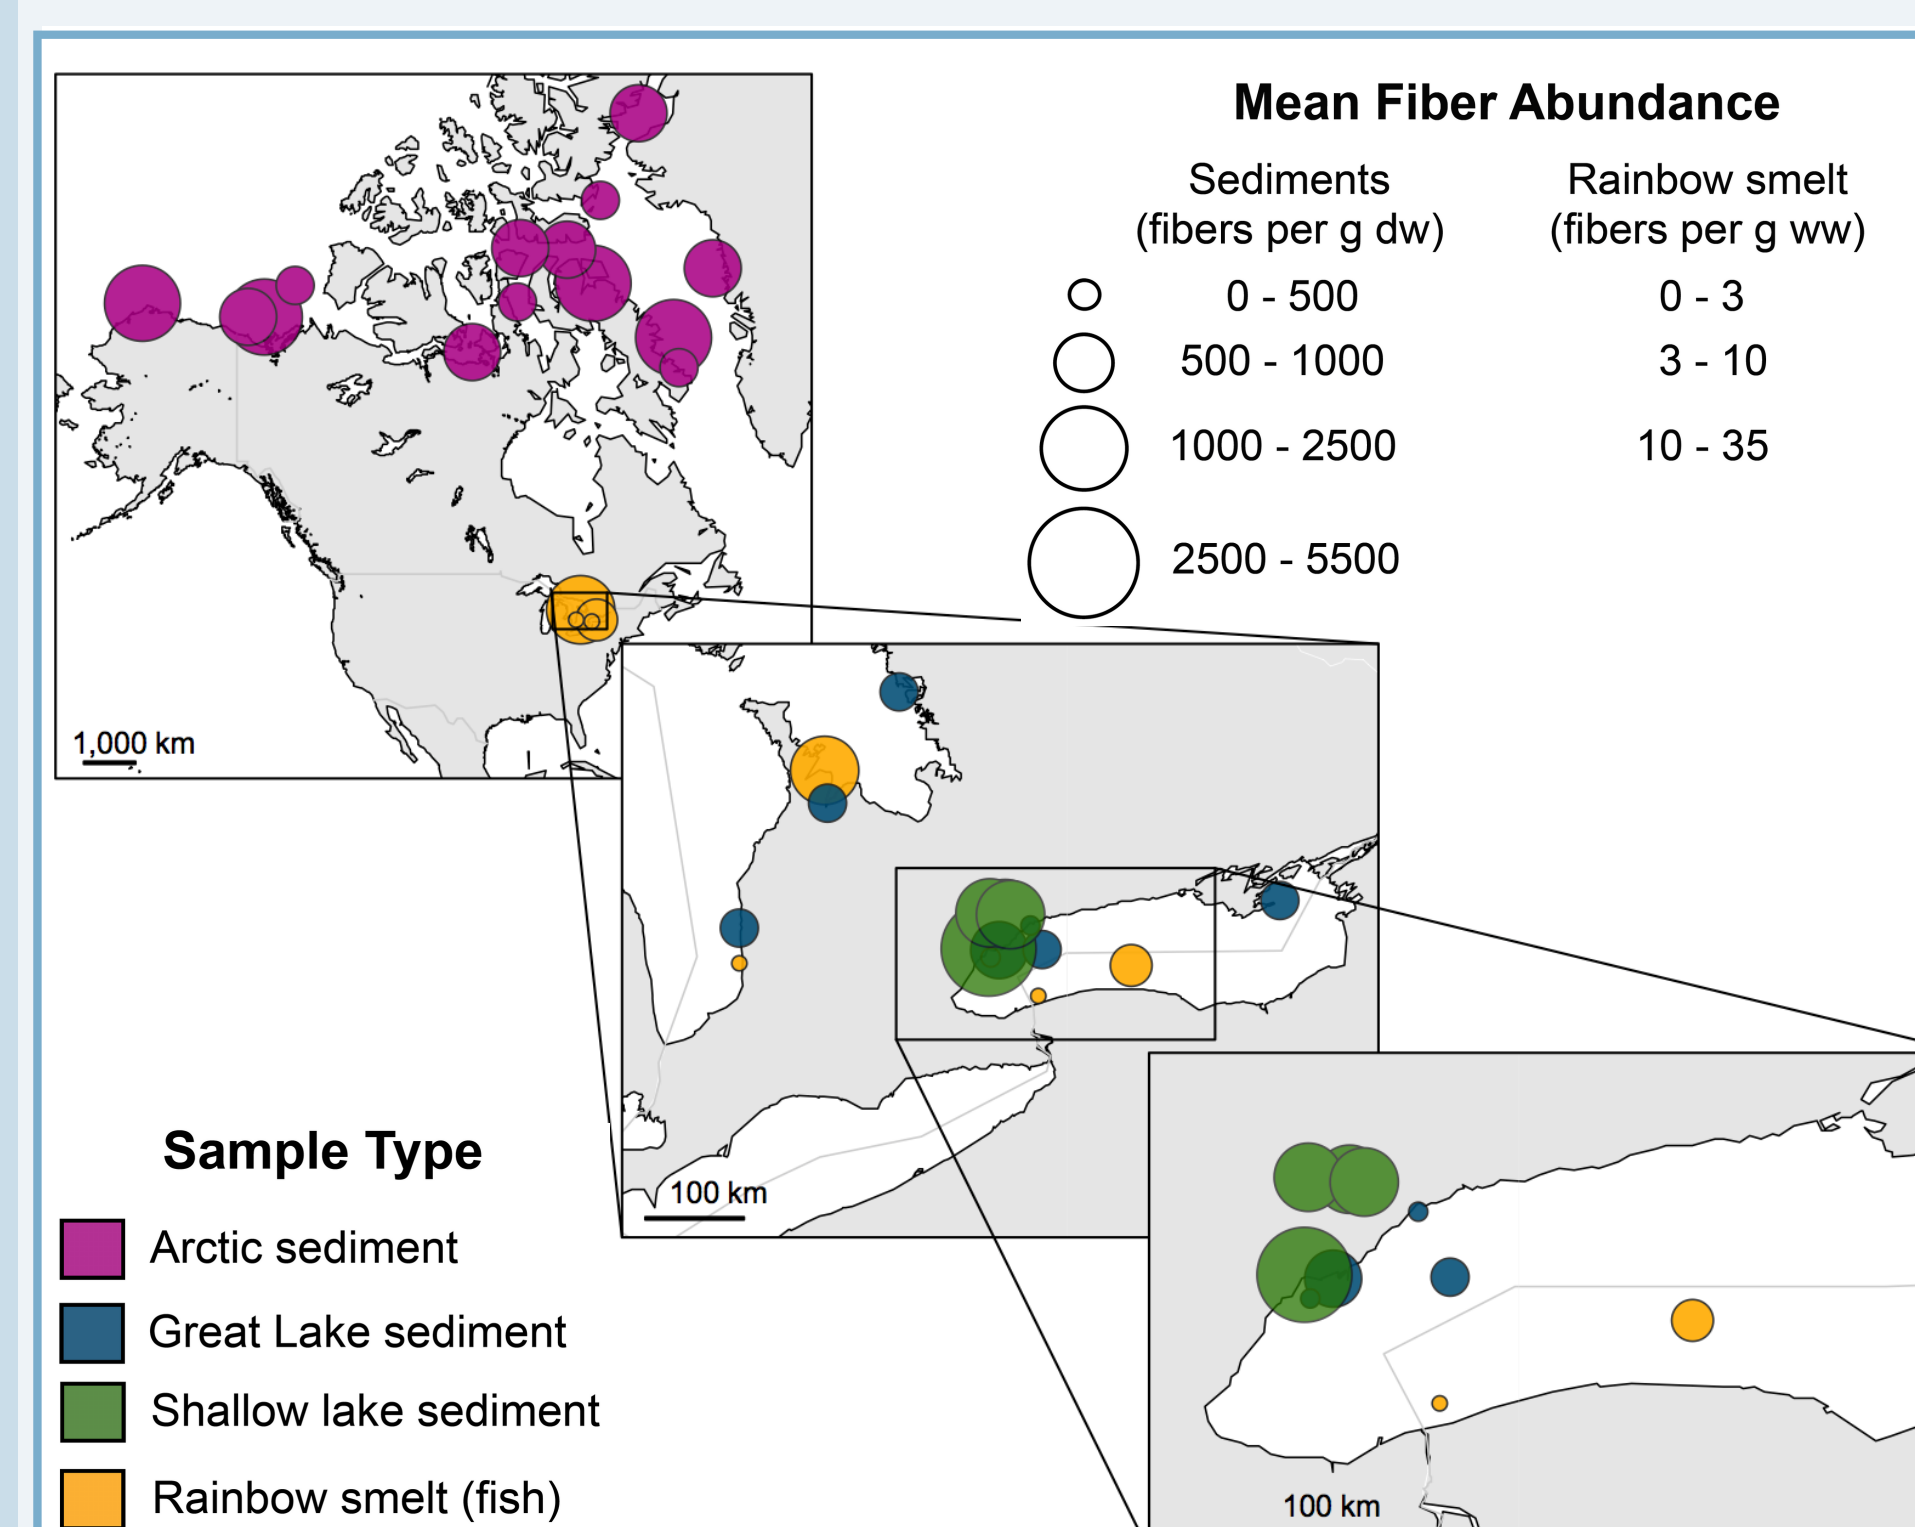 Mean Fiber Abundance
Sediments
(fibers per g dw)
Rainbow smelt
(fibers per g ww)
0 - 500
0 - 3
500 - 1000
3 - 10
1000 - 2500
10 - 35
2500 - 5500
1,000 km
100 km
Sample Type
Arctic sediment
Great Lake sediment
Shallow lake sediment
Rainbow smelt (fish)
100 km